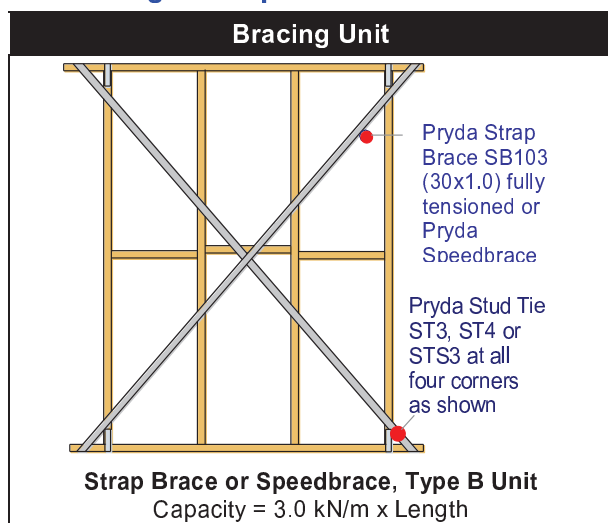 Bracing Unit
Pryda Strap
Brace SB103
(30x1.0) fully
tensioned or
Pryda
Speedbrace
Pryda Stud Tie
ST3, ST4 or
STS3 at all
four corners
as shown
Strap Brace or Speedbrace, Type B Unit
Capacity = 3.0 kN/m x Length